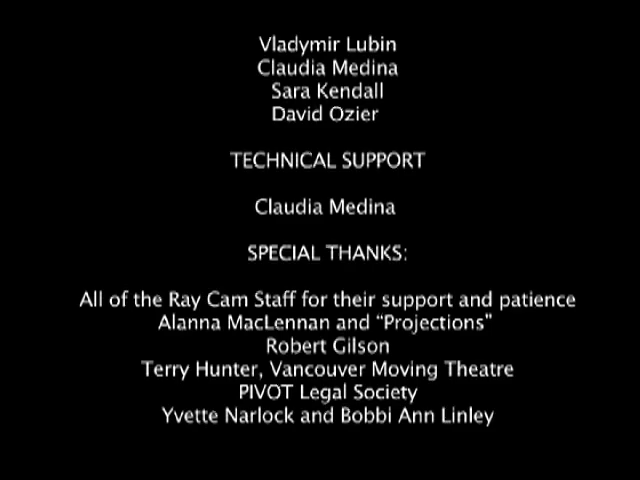 Vladymir Lubin
Claudia Medina
Sara Kendall
David Ozier
TECHNICAL SUPPORT
Claudia Medina
SPECIAL THANKS:
All of the Ray Cam Staff for their support and patience
Alanna MacLennan and “Projections”
Robert Gilson
Terry Hunter, Vancouver Moving Theatre
PIVOT Legal Society
Yvette Narlock and Bobbi Ann Linley